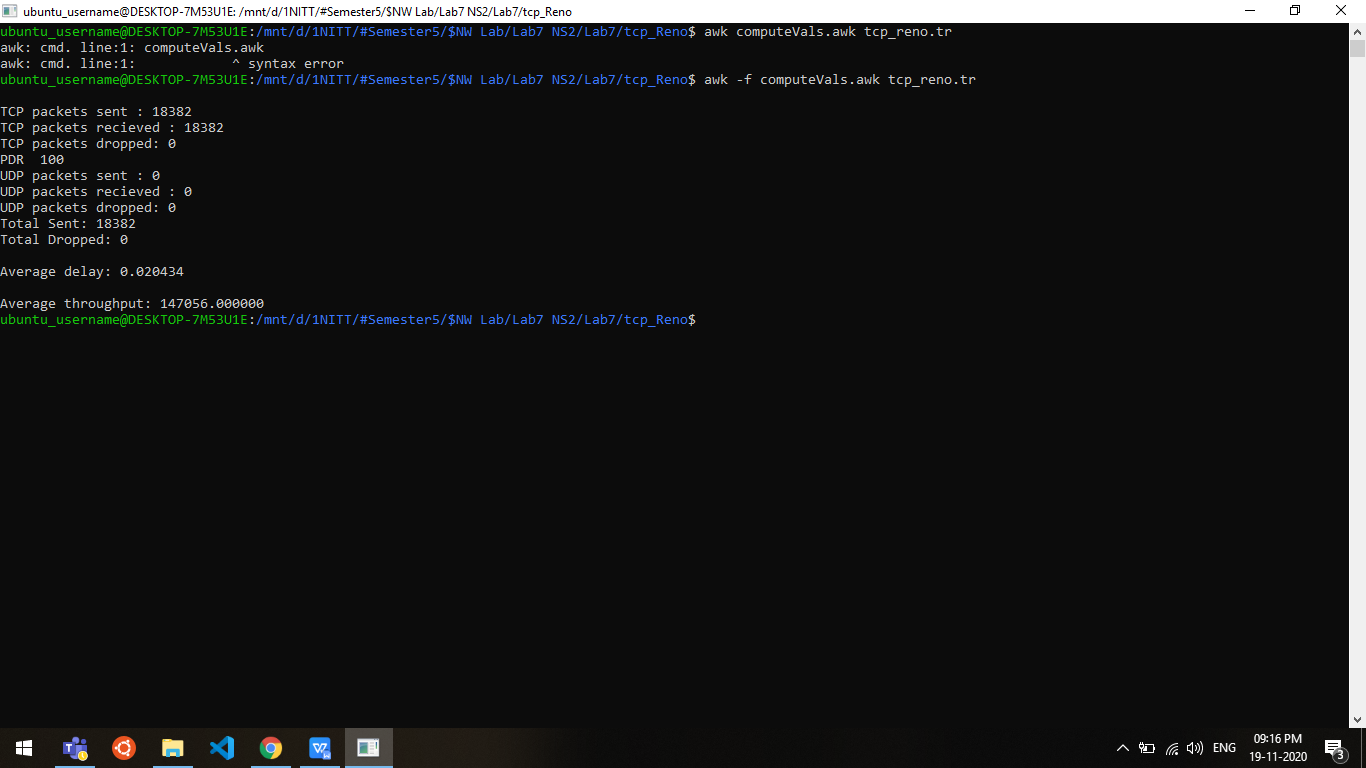 ubuntu_username@DESKTOP-7M53U1E: /mnt/d/1NITT/#Semester5/$NW Lab/Lab7 NS2/Lab7/tcp_Reno
ubuntu_username@DESKTOP-7M53U1E:/mnt/d/1NITT/#Semester5/$NW Lab/Lab7 NS2/Lab7/tcp_Reno$ awk computeVals.awk tcp_reno.tr
awk: cmd. line:1: computeVals.awk
awk: cmd. line:1:            ^ syntax error
ubuntu_username@DESKTOP-7M53U1E:/mnt/d/1NITT/#Semester5/$NW Lab/Lab7 NS2/Lab7/tcp_Reno$ awk -f computeVals.awk tcp_reno.tr
TCP packets sent : 18382
TCP packets recieved : 18382
TCP packets dropped: 0
PDR  100
UDP packets sent : 0
UDP packets recieved : 0
UDP packets dropped: 0
Total Sent: 18382
Total Dropped: 0
Average delay: 0.020434
Average throughput: 147056.000000
ubuntu_username@DESKTOP-7M53U1E:/mnt/d/1NITT/#Semester5/$NW Lab/Lab7 NS2/Lab7/tcp_Reno$
ENG
09:16 PM
19-11-2020
3